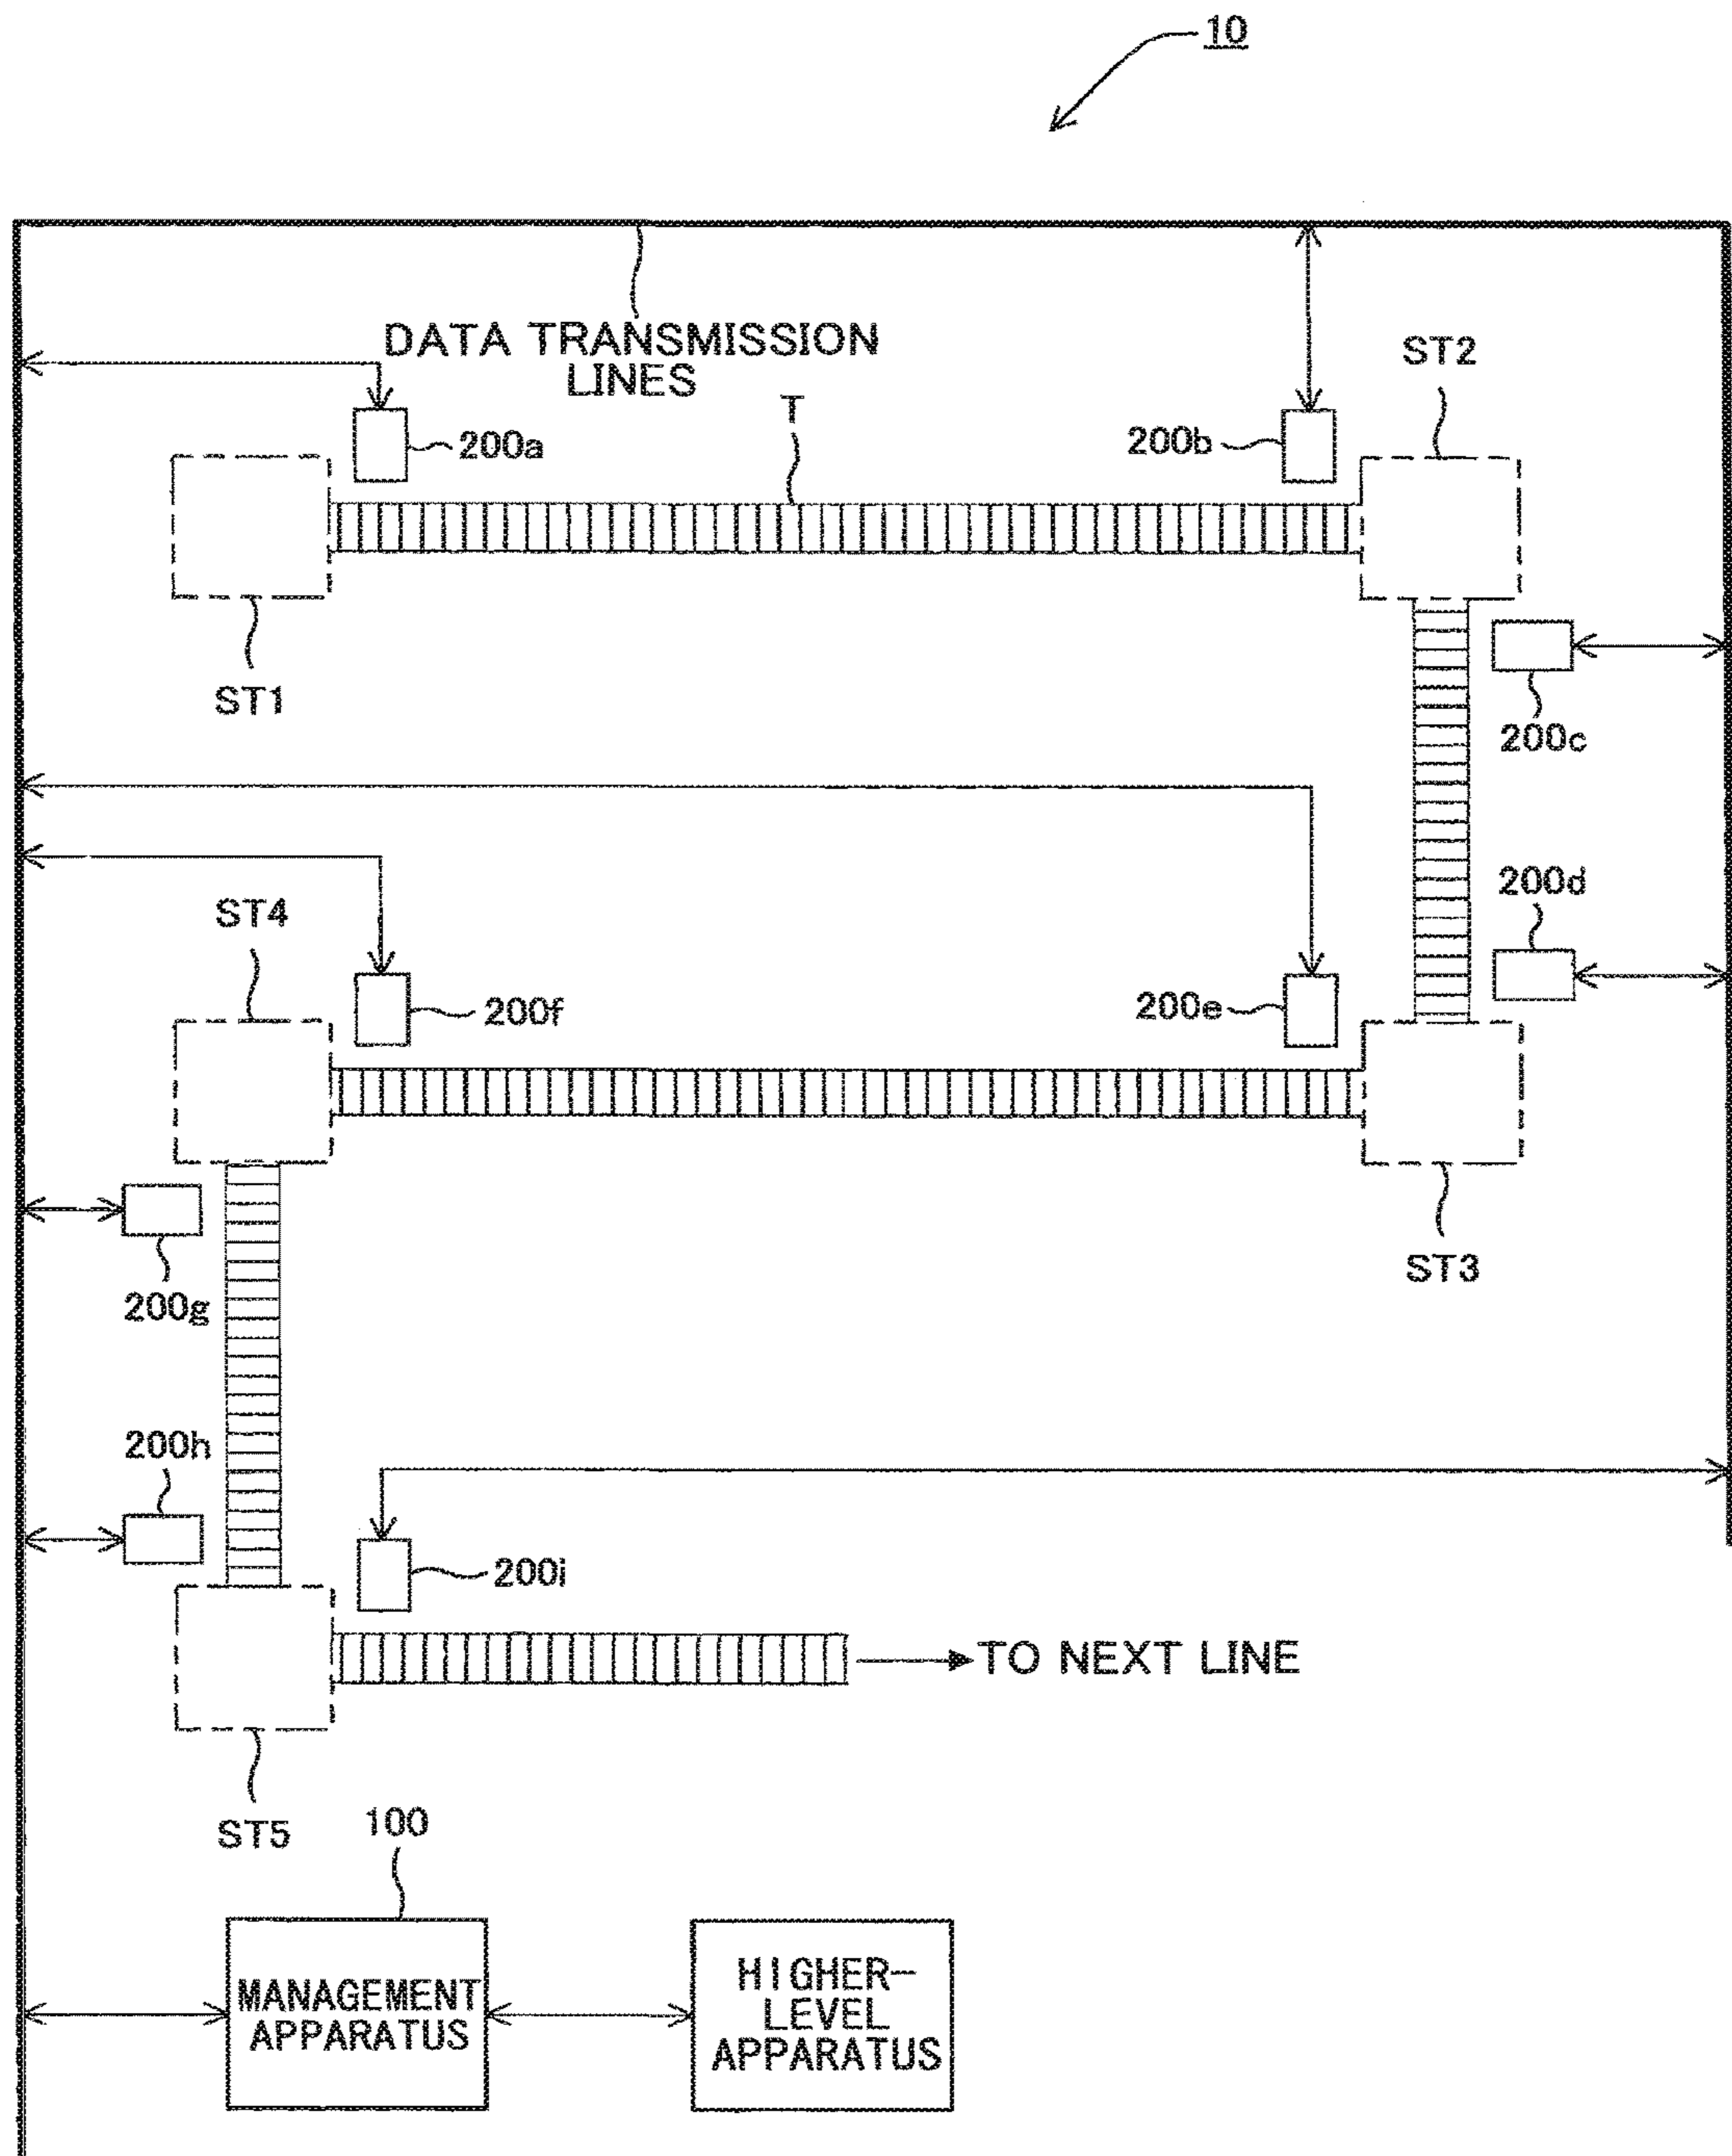 10
DATA TRANSMISSION
LINES
ST2
T
200a
200b
ST1
200c
200d
ST4
200f
200e
200g
ST3
200h
200i
TO NEXT LINE
ST5
100
MANAGEMENT
APPARATUS
HIGHER-
LEVEL
APPARATUS